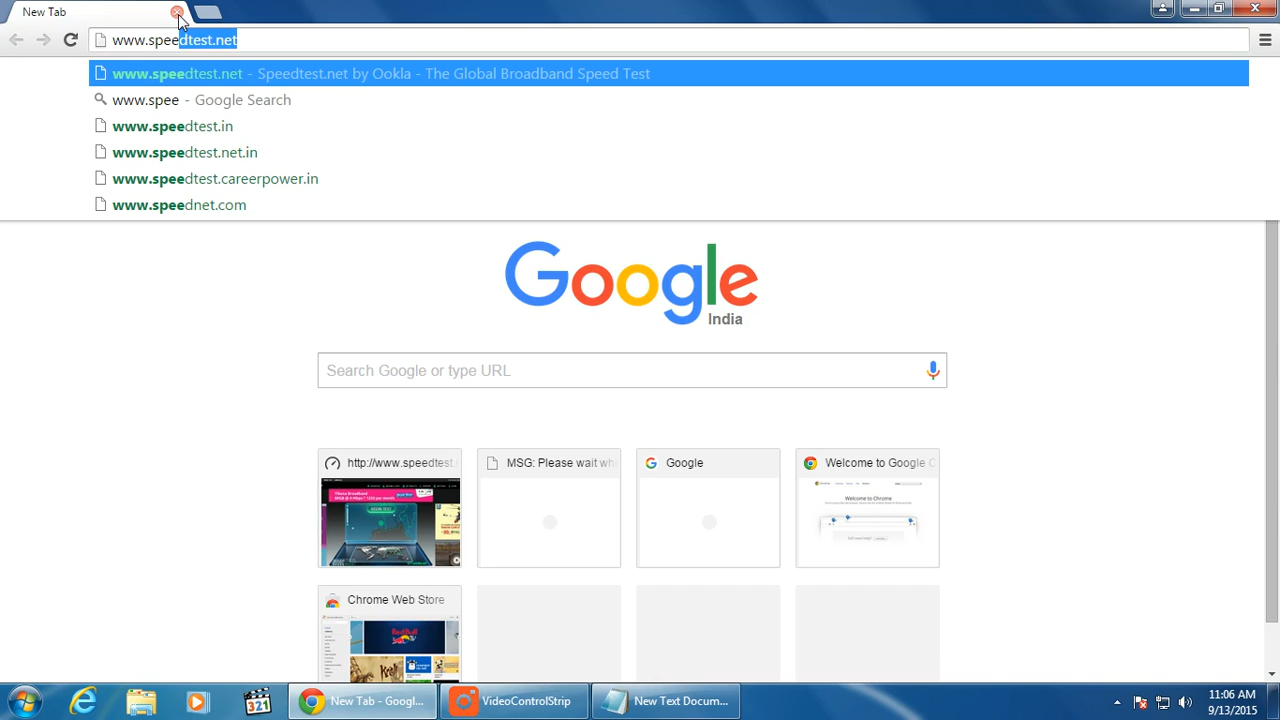 New Tab
www.speedtest.net
www.speedtest.net - Speedtest.net by Ookla - The Global Broadband Speed Test
www.spee - Google Search
www.speedtest.in
www.speedtest.net.in
www.speedtest.careerpower.in
www.speednet.com
Google
India
Search Google or type URL
http://www.speedtest.
MSG: Please wait whi
Google
Welcome to Google C
Welcome to Chrome
Chrome Web Store
321
New Tab - Googl...
VideoControlStrip
New Text Docum...
11:06 AM
9/13/2015